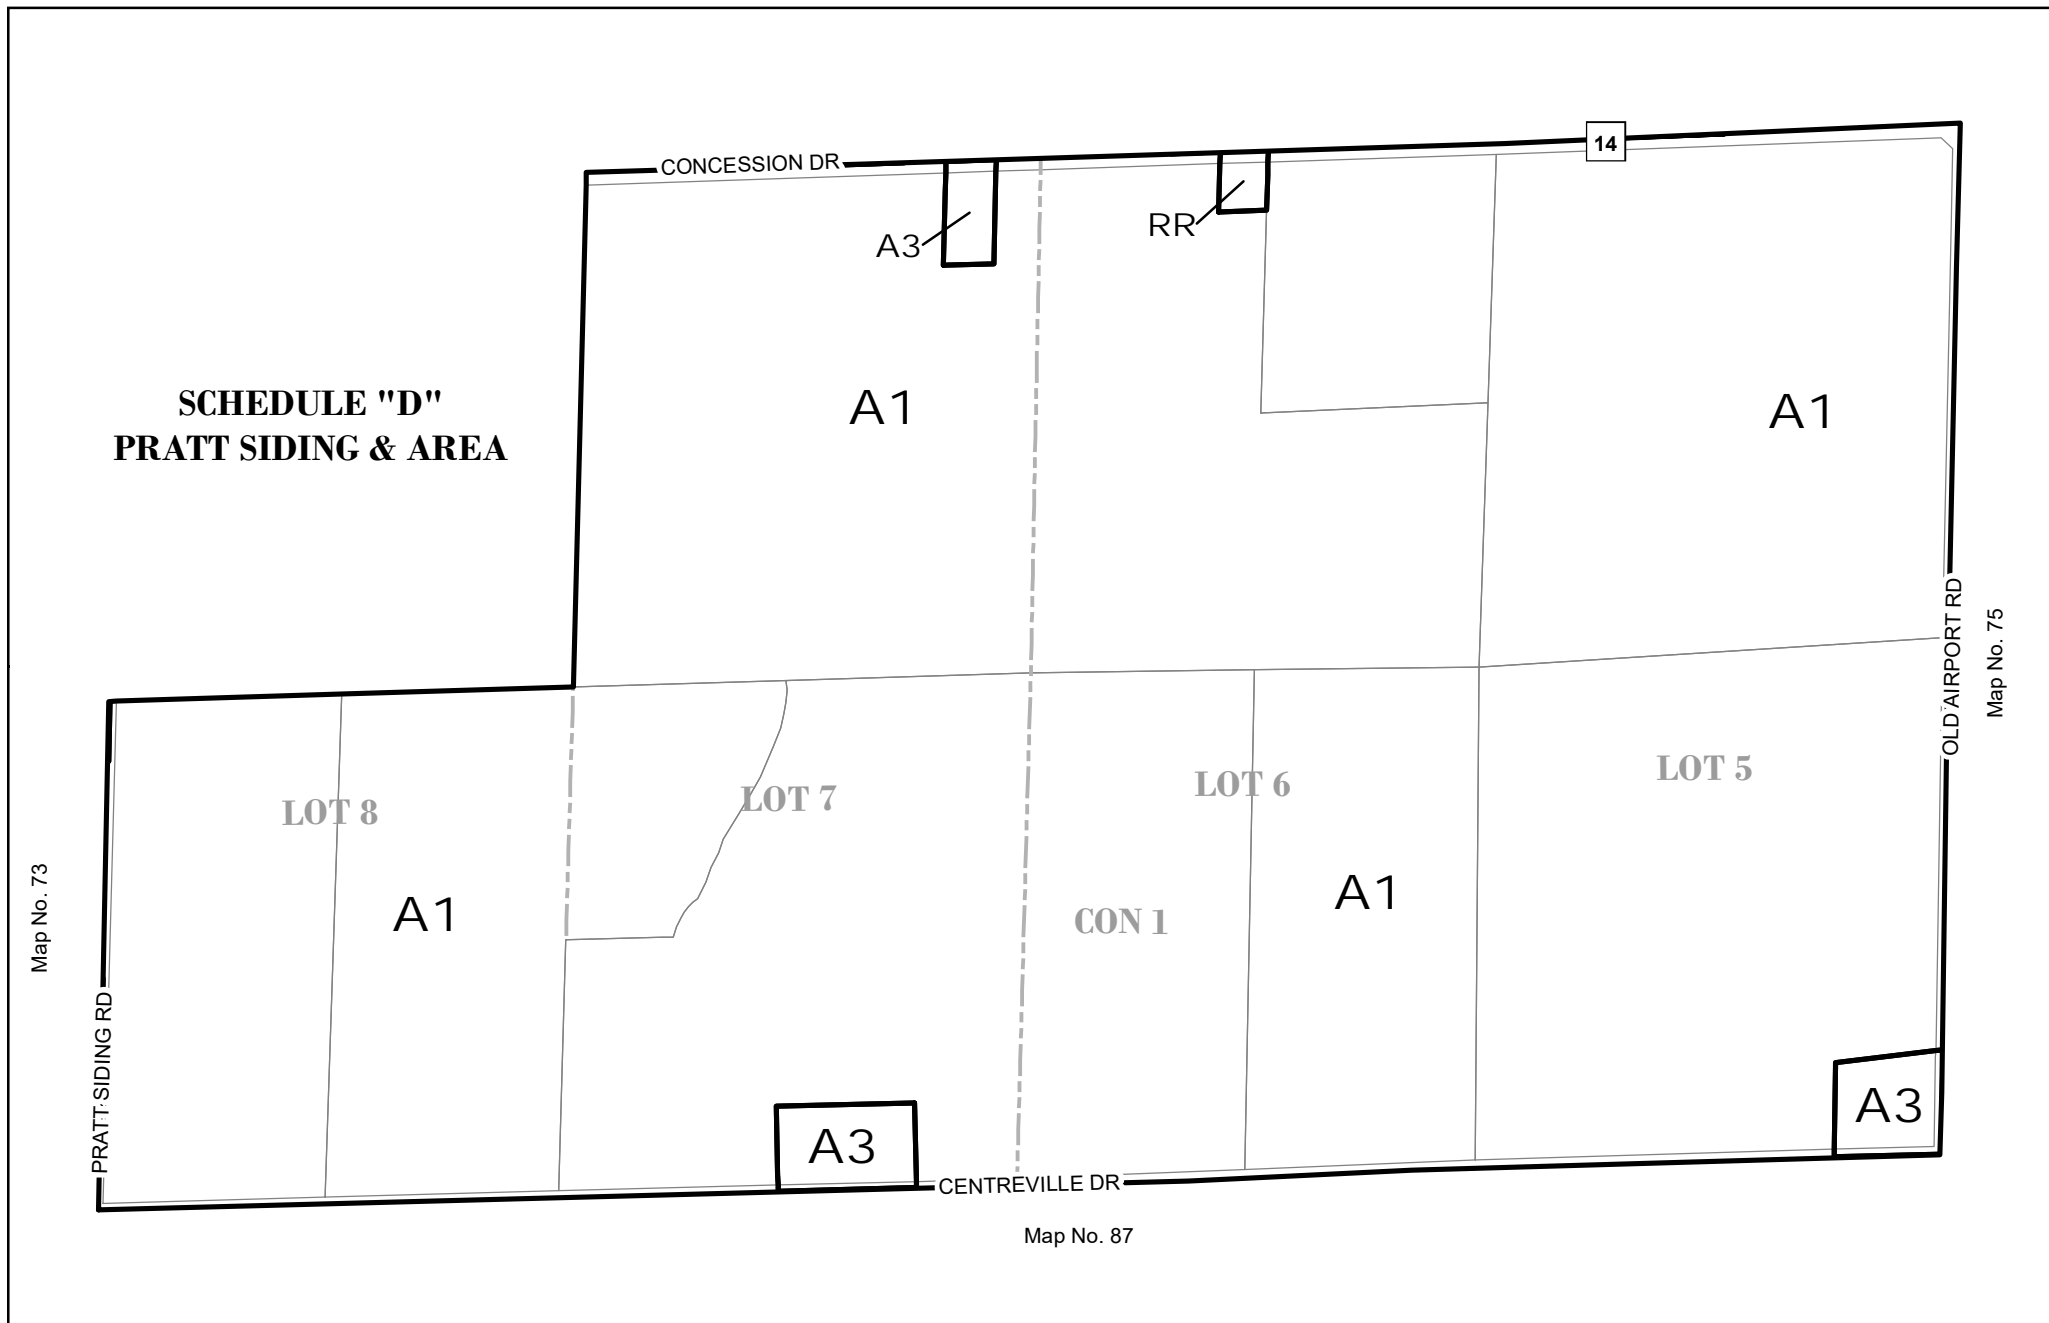 14
CONCESSION DR
A3
RR
SCHEDULE "D"
PRATT SIDING & AREA
A1
A1
OLD AIRPORT RD
Map No. 75
LOT 8
LOT 7
LOT 6
LOT 5
Map No. 73
A1
CON 1
A1
PRATT SIDING RD
A3
A3
CENTREVILLE DR
Map No. 87